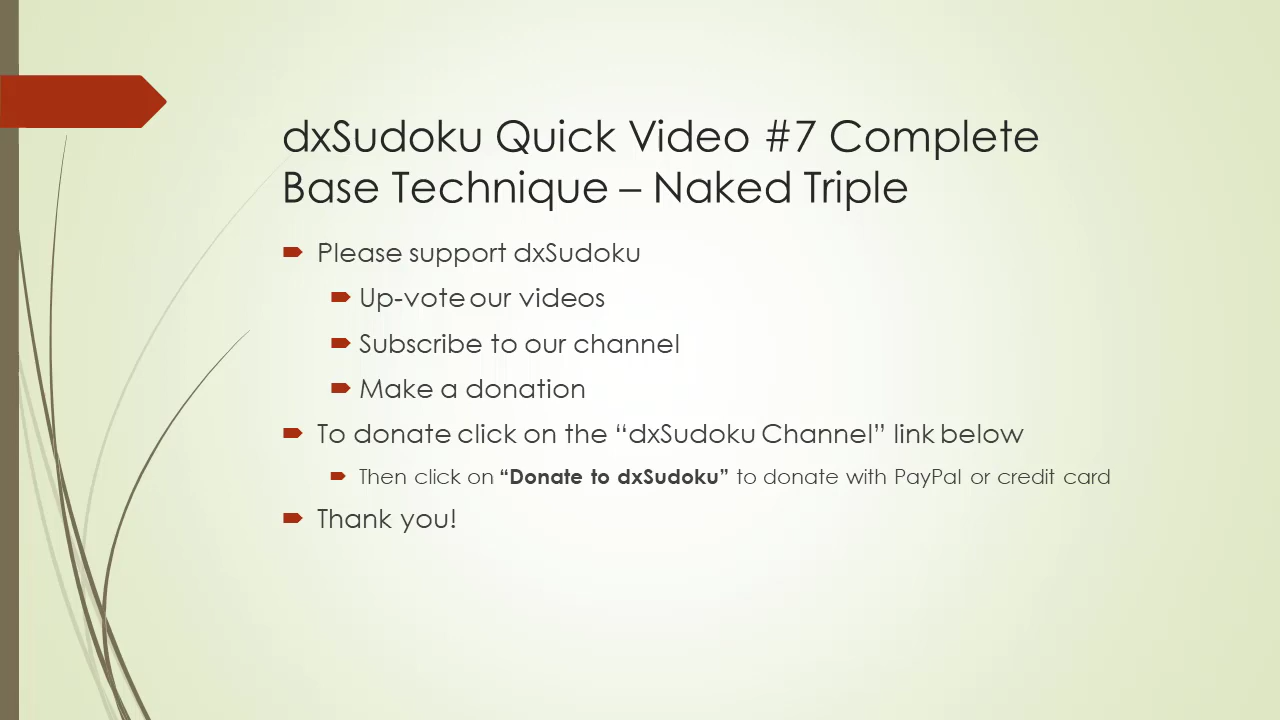 dxSudoku Quick Video #7 Complete
Base Technique – Naked Triple
Please support dxSudoku
Up-vote our videos
Subscribe to our channel
Make a donation
To donate click on the “dxSudoku Channel” link below
Then click on “Donate to dxSudoku” to donate with PayPal or credit card
Thank you!